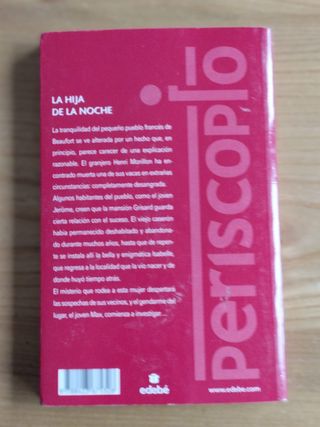 LA HIJA
DE LA NOCHE
La tranquilidad del pequeño pueblo francés de
Beaufort se ve alterada por un hecho que, en
principio, parece carecer de una explicación
razonable. El granjero Henri Morillon ha en-
contrado muerta una de sus vacas en extrañas
circunstancias: completamente desangrada.
Algunos habitantes del pueblo, como el joven
Jerôme, creen que la mansión Grisard guarda
cierta relación con el suceso. El viejo caserón
había permanecido deshabitado y abandona-
do durante muchos años, hasta que de repen-
te se instala allí la bella y enigmática Isabelle,
que regresa a la localidad que la vio nacer y de
donde huyó tiempo atrás.
El misterio que rodea a esta mujer despertará
las sospechas de sus vecinos, y el gendarme del
lugar, el joven Max, comienza a investigar...
periscopio
edebé
www.edebe.com